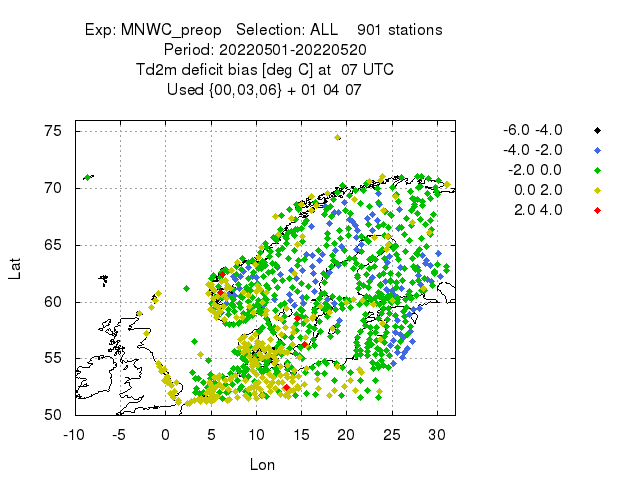 Exp: MNWC_preop   Selection: ALL    901 stations
Period: 20220501-20220520
Td2m deficit bias [deg C] at  07 UTC
Used {00,03,06} + 01 04 07
-6.0 -4.0
-4.0 -2.0
-2.0 0.0
0.0 2.0
2.0 4.0
75
70
65
60
55
50
Lat
-10 -5 0 5 10 15 20 25 30
Lon